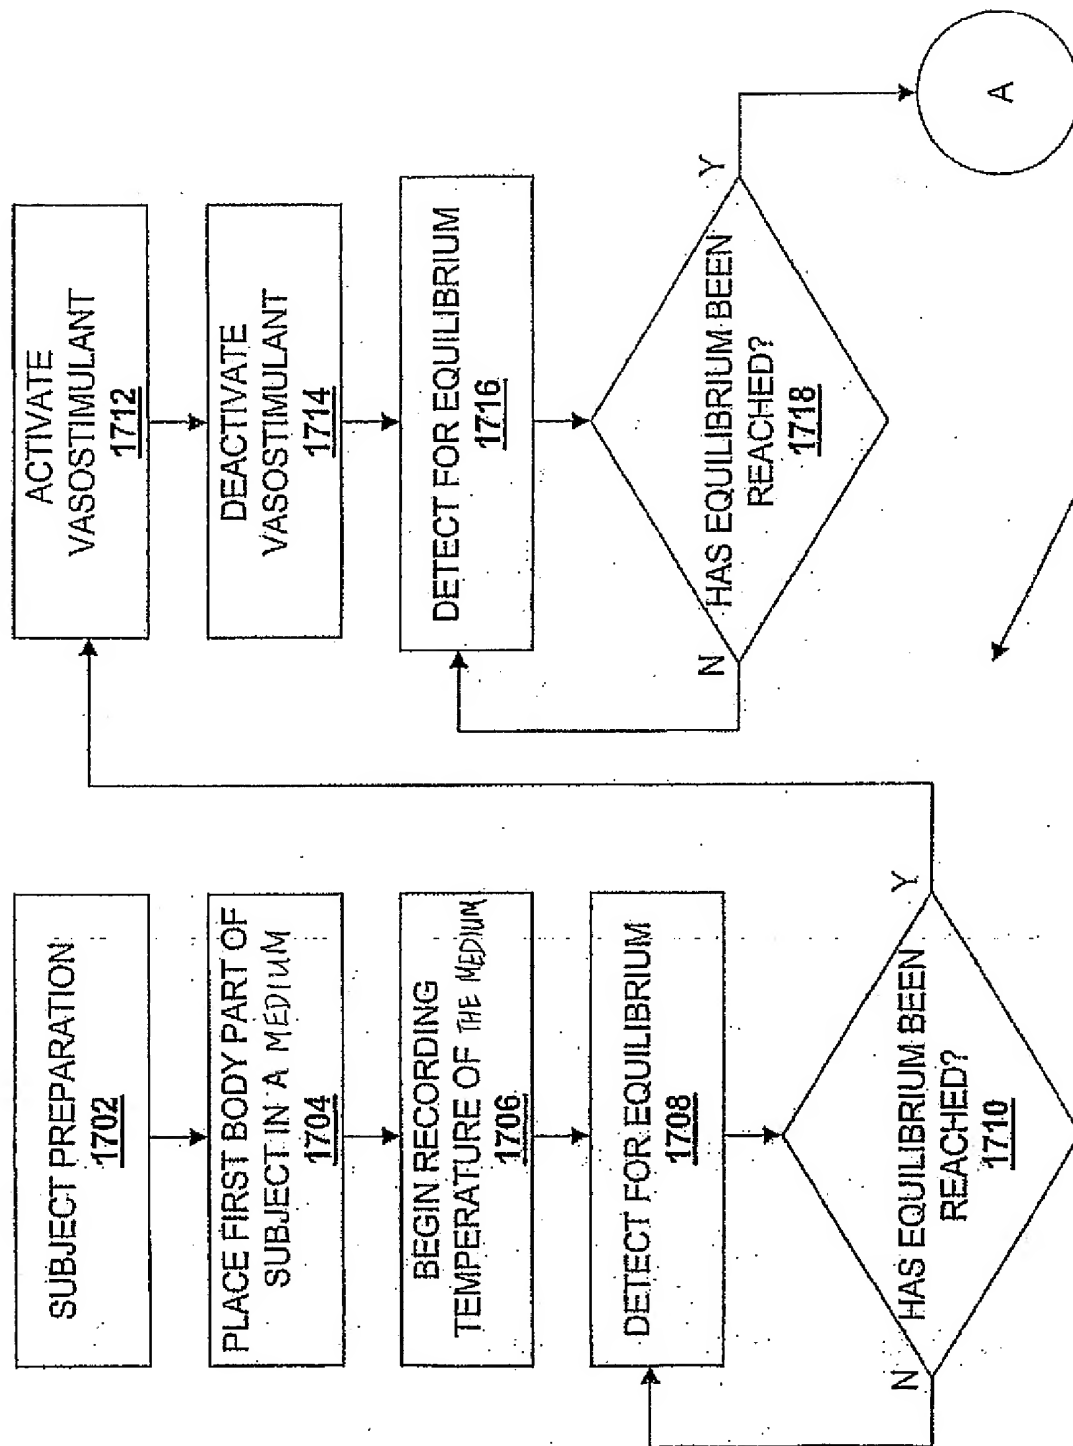 SUBJECT PREPARATION
1702
PLACE FIRST BODY PART OF
SUBJECT IN A MEDIUM
1704
BEGIN RECORDING
TEMPERATURE OF THE MEDIUM
1706
DETECT FOR EQUILIBRIUM
1708
HAS EQUILIBRIUM BEEN
REACHED?
1710
N
Y
ACTIVATE
VASOSTIMULANT
1712
DEACTIVATE
VASOSTIMULANT
1714
DETECT FOR EQUILIBRIUM
1716
HAS EQUILIBRIUM BEEN
REACHED?
1718
N
Y
A